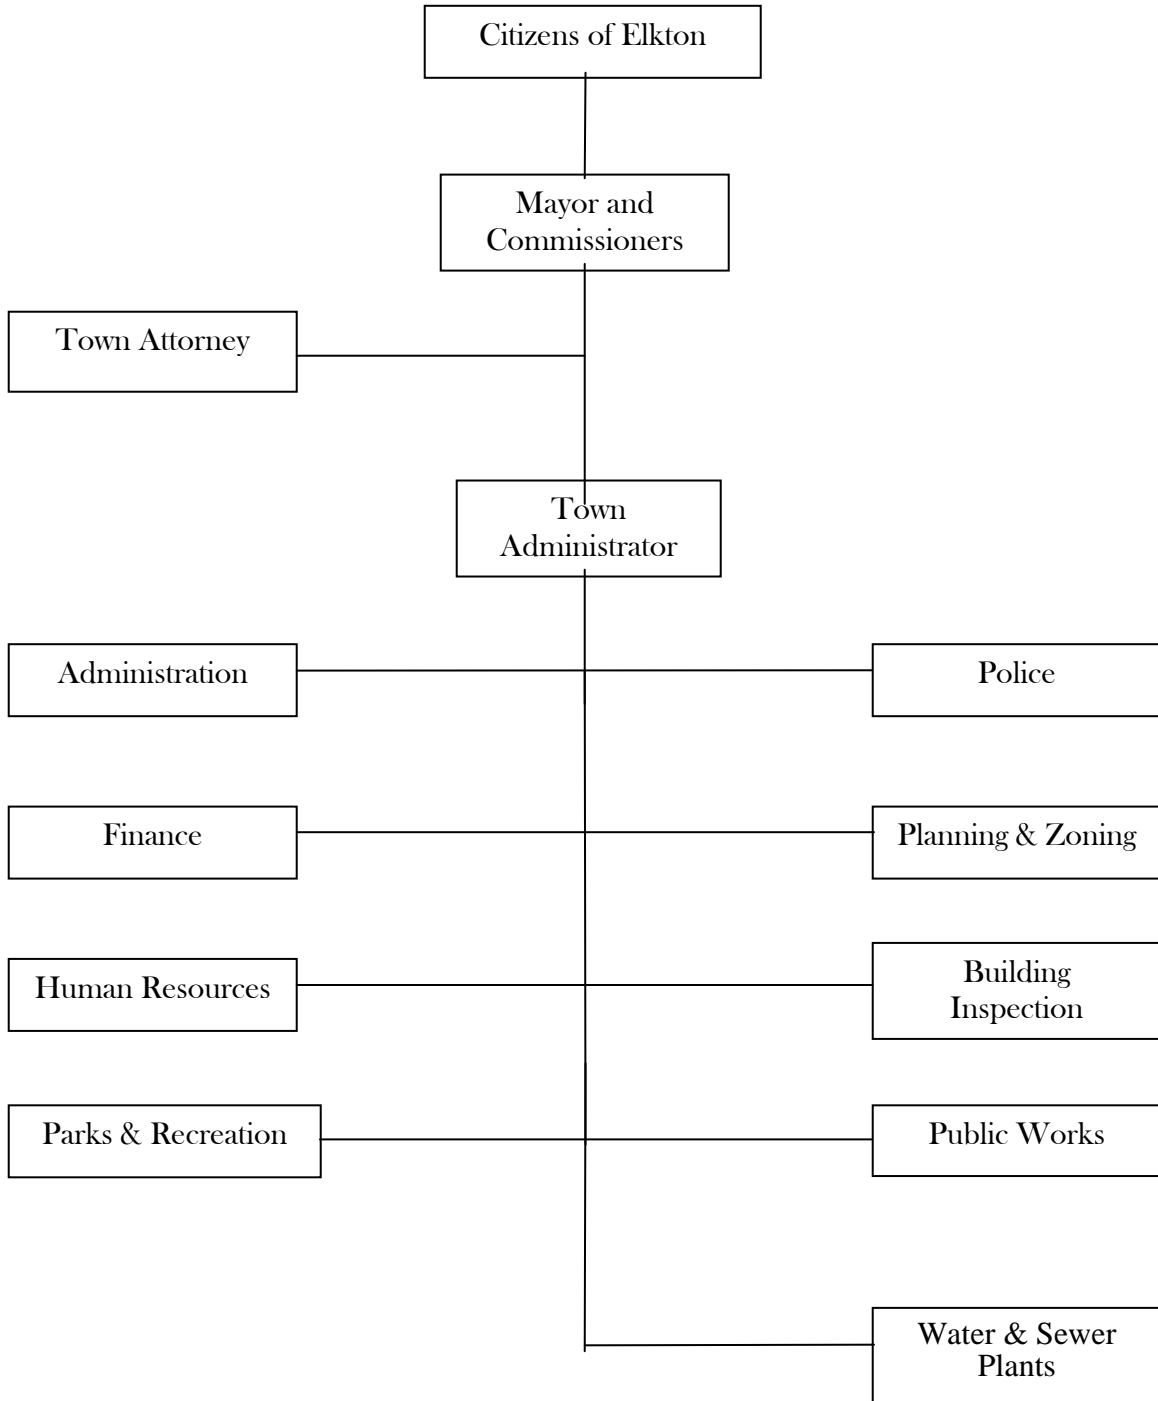 Citizens of Elkton
Mayor and
Commissioners
Town Attorney
Town
Administrator
Administration
Police
Finance
Planning & Zoning
Human Resources
Building
Inspection
Parks & Recreation
Public Works
Water & Sewer
Plants